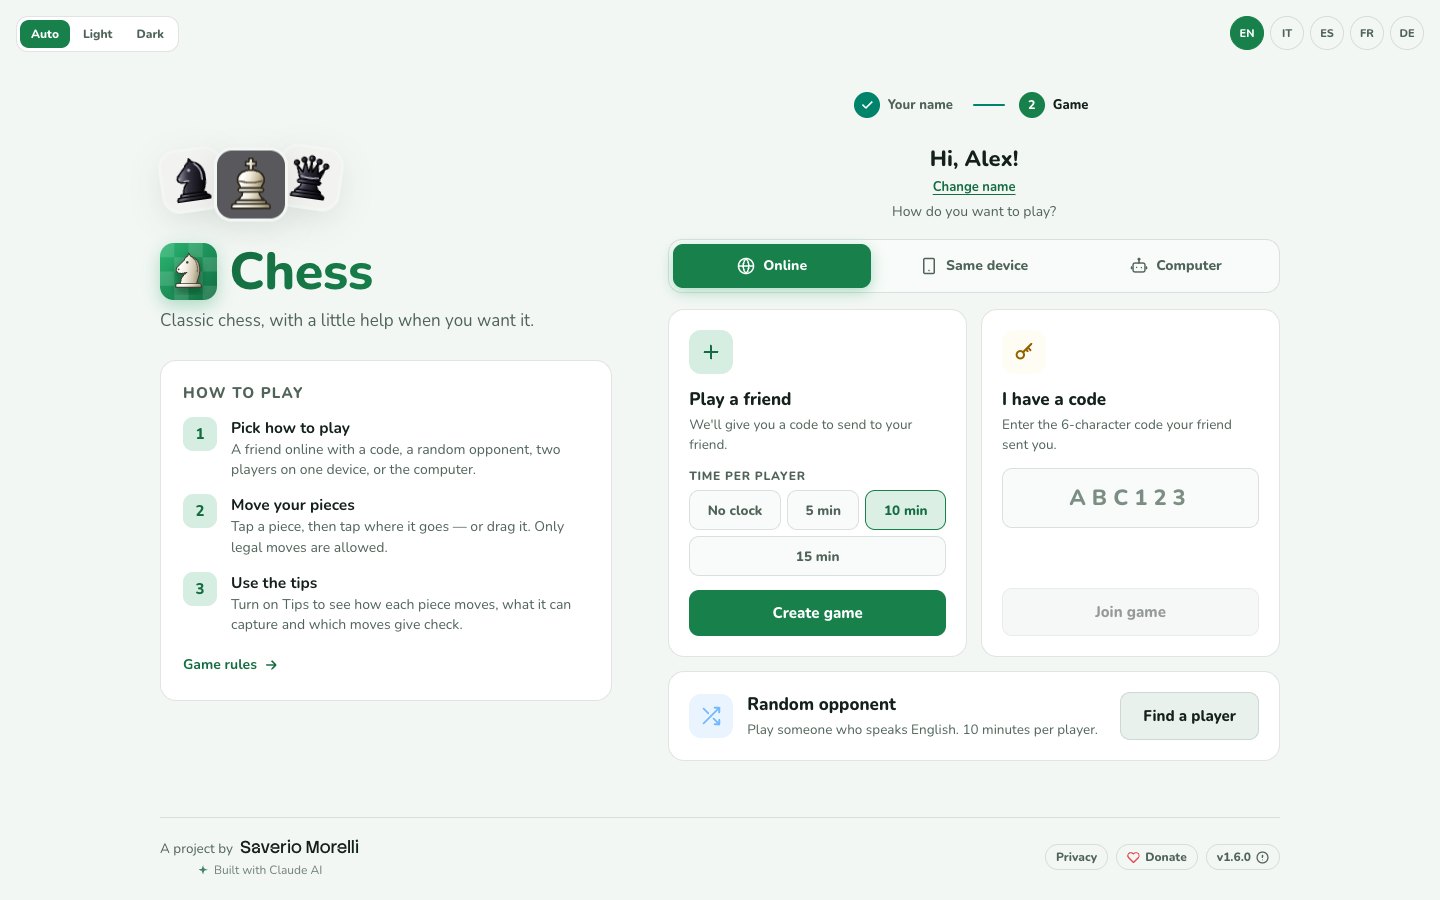 Auto Light Dark
EN IT ES FR DE
Your name 2 Game
Chess
Classic chess, with a little help when you want it.
HOW TO PLAY
1 Pick how to play
A friend online with a code, a random opponent, two
players on one device, or the computer.
2 Move your pieces
Tap a piece, then tap where it goes — or drag it. Only
legal moves are allowed.
3 Use the tips
Turn on Tips to see how each piece moves, what it can
capture and which moves give check.
Game rules →
Hi, Alex!
Change name
How do you want to play?
Online Same device Computer
Play a friend
We'll give you a code to send to your
friend.
TIME PER PLAYER
No clock 5 min 10 min
15 min
Create game
I have a code
Enter the 6-character code your friend
sent you.
ABC123
Join game
Random opponent
Play someone who speaks English. 10 minutes per player.
Find a player
A project by Saverio Morelli
Built with Claude AI
Privacy Donate v1.6.0